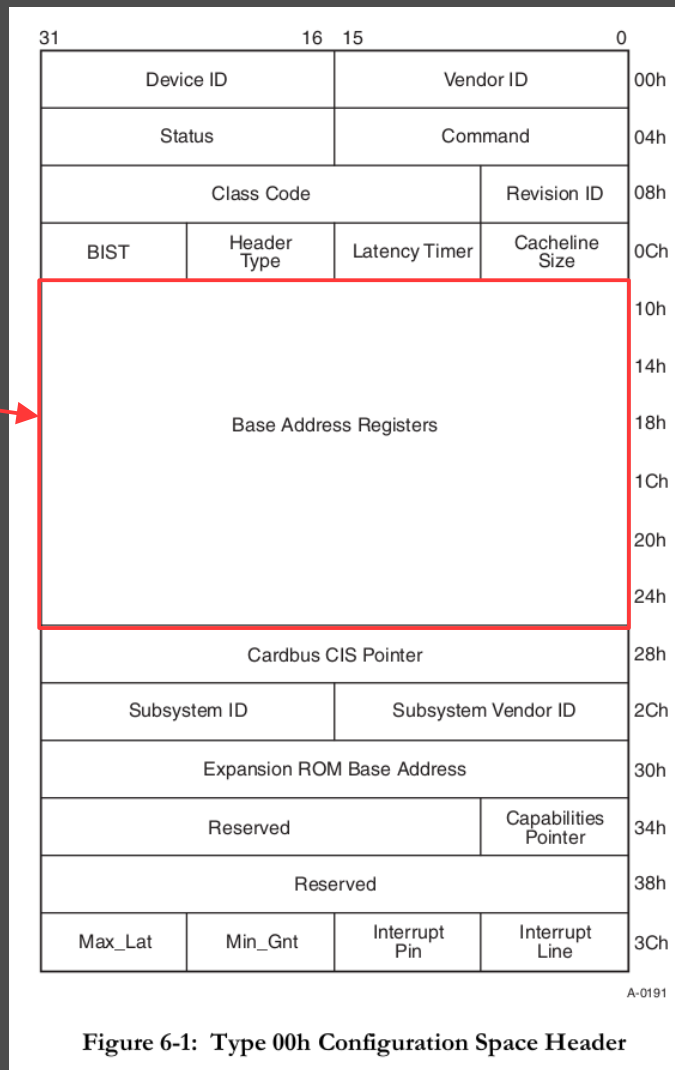 31 16 15 0
Device ID Vendor ID 00h
Status Command 04h
Class Code Revision ID 08h
BIST Header Type Latency Timer Cacheline Size 0Ch
10h
14h
Base Address Registers 18h
1Ch
20h
24h
Cardbus CIS Pointer 28h
Subsystem ID Subsystem Vendor ID 2Ch
Expansion ROM Base Address 30h
Reserved Capabilities Pointer 34h
Reserved 38h
Max_Lat Min_Gnt Interrupt Pin Interrupt Line 3Ch
A-0191
Figure 6-1: Type 00h Configuration Space Header